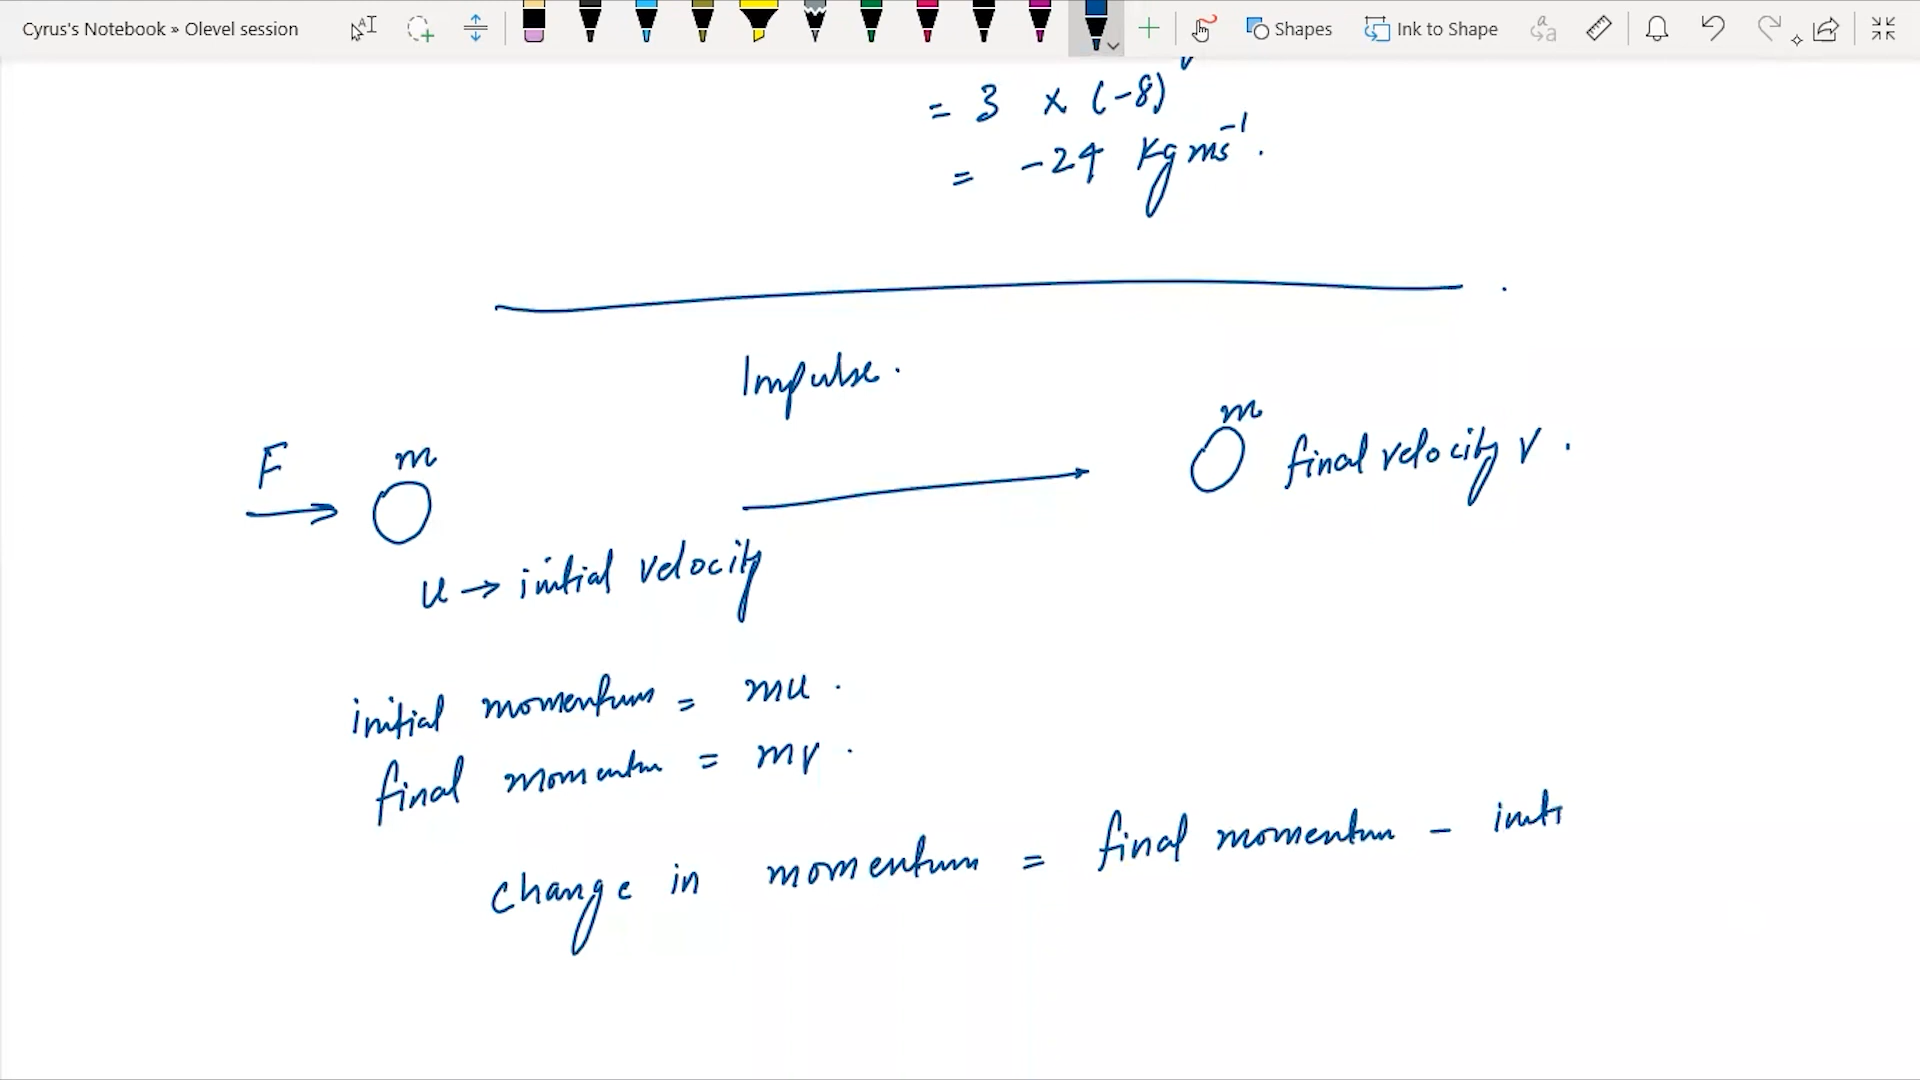 Cyrus's Notebook » Olevel session
Shapes
Ink to Shape
= 3 × (-8)
= -24 kgms⁻¹.
Impulse.
F
m
m
final velocity v.
u → initial velocity
initial momentum = mu.
final momentum = mv.
change in momentum = final momentum - initi